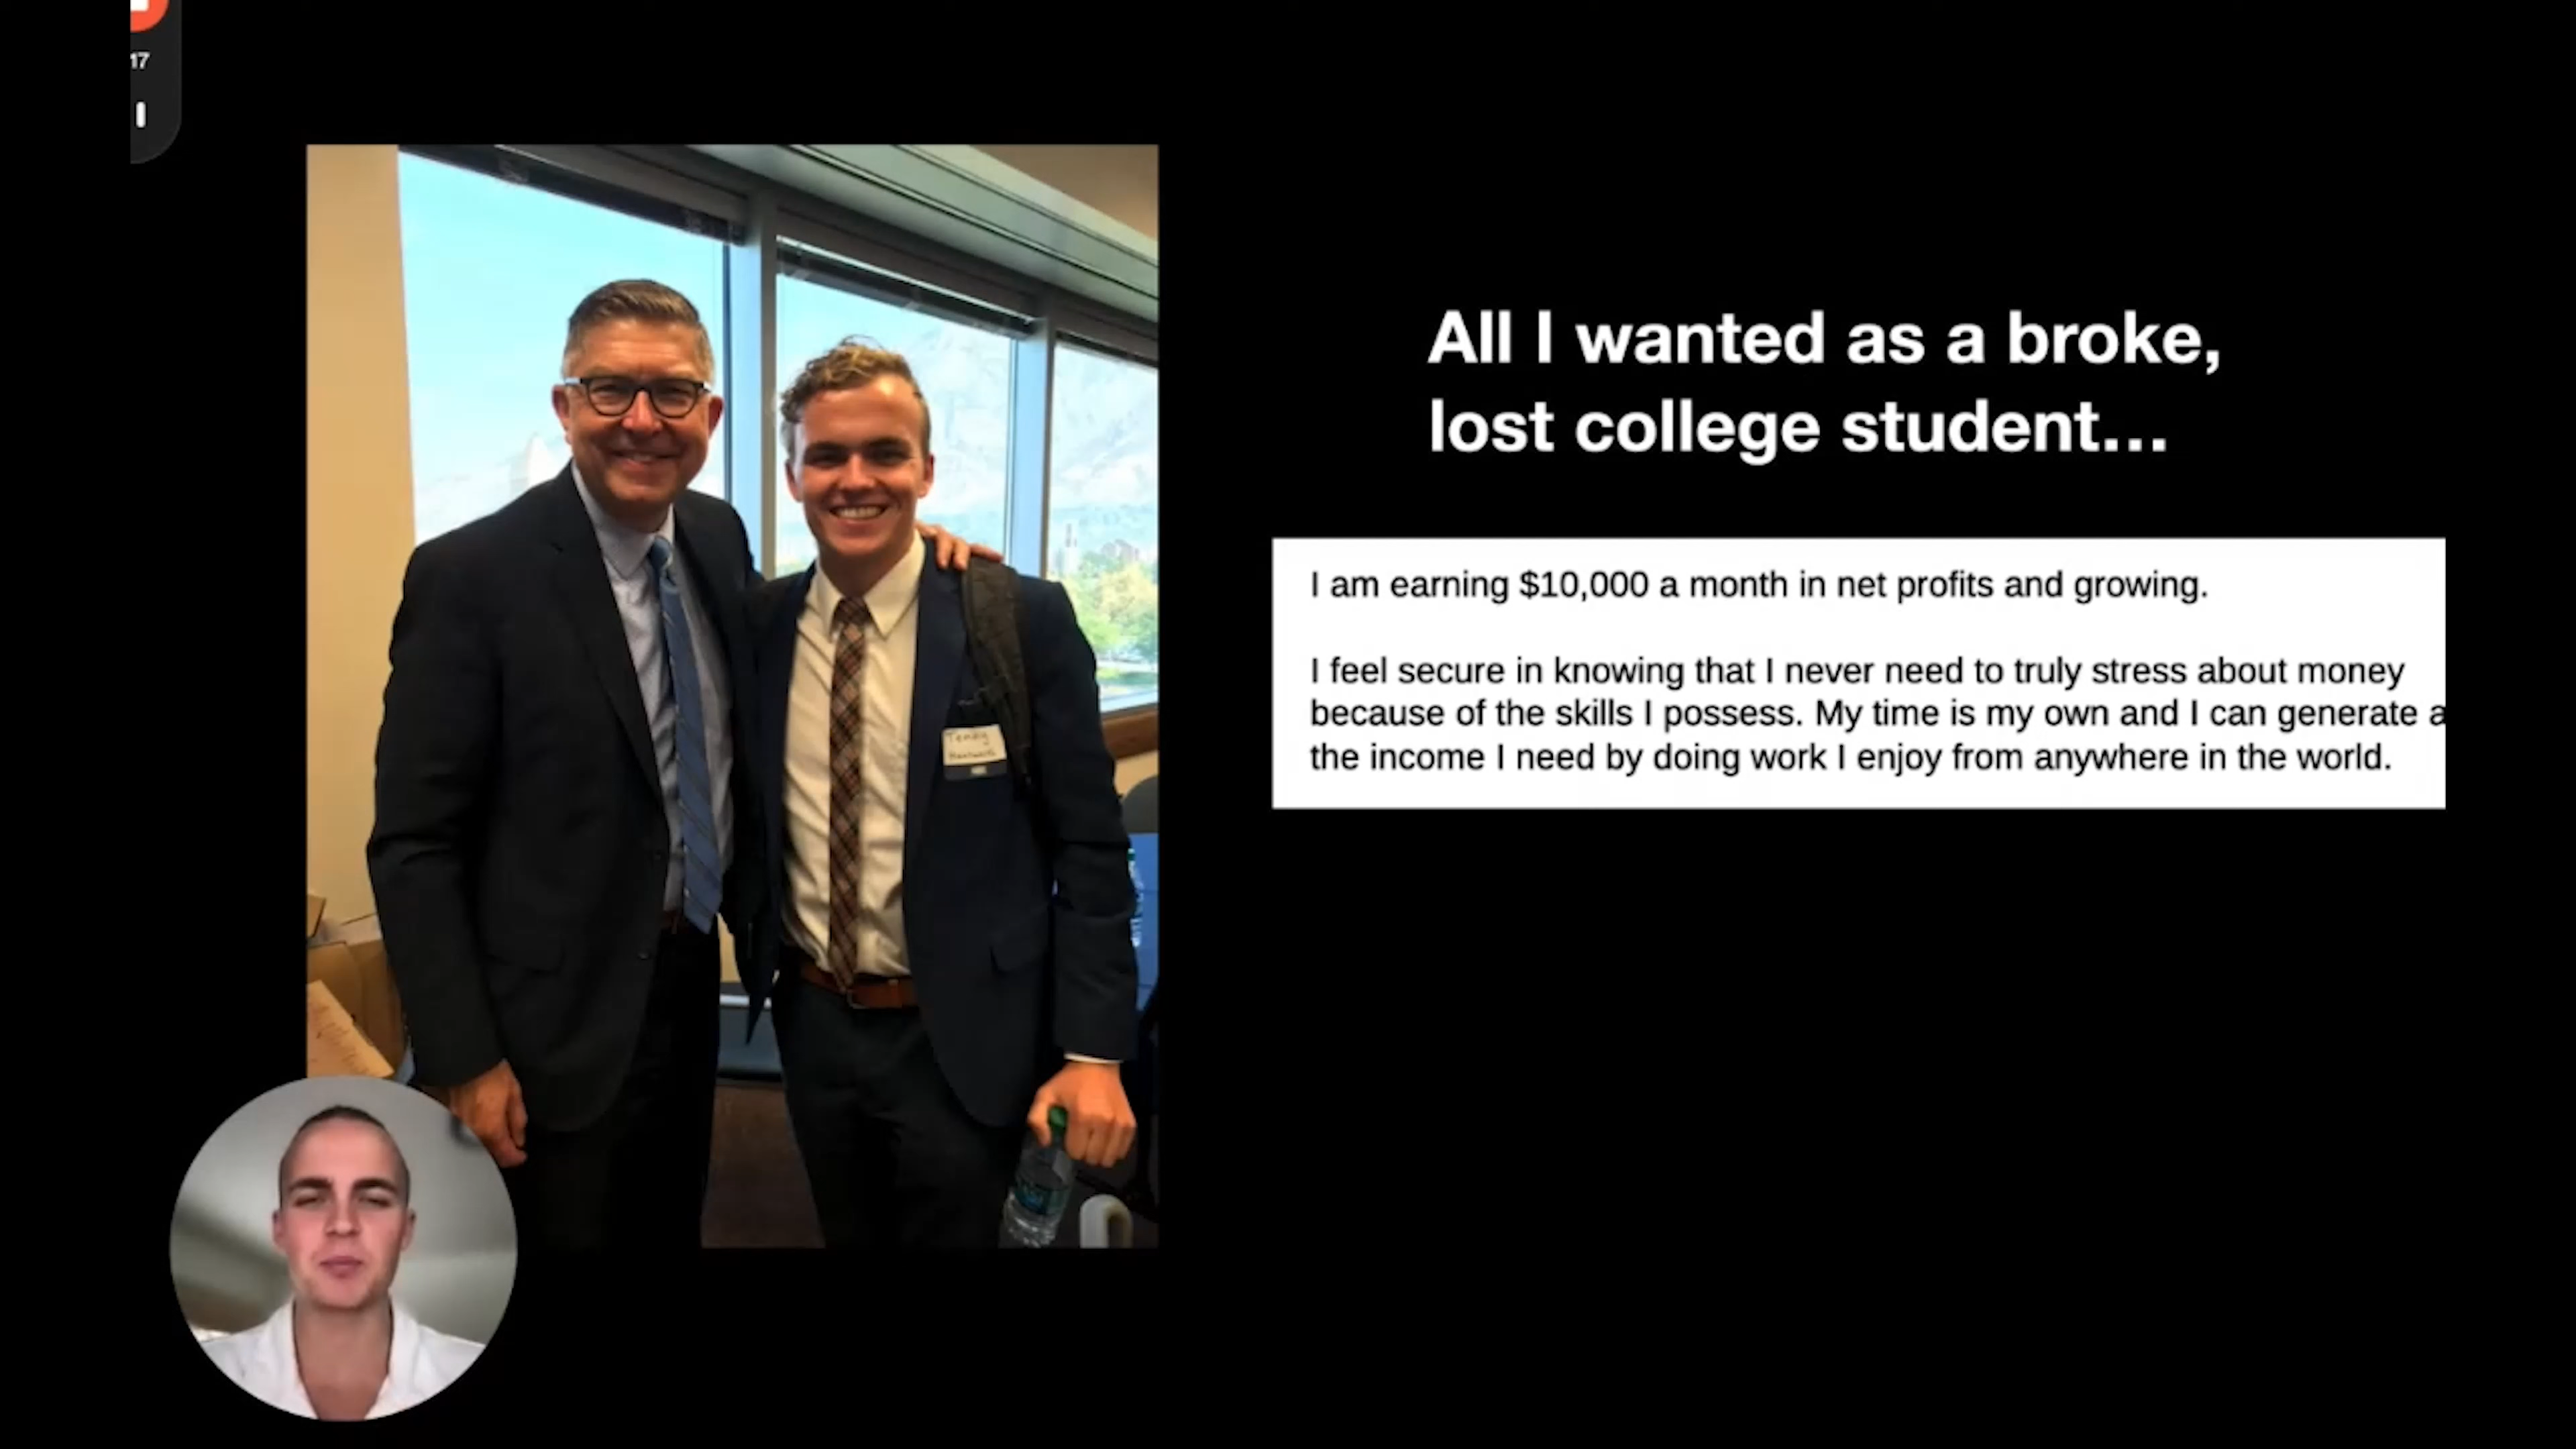 17
All I wanted as a broke,
lost college student...
I am earning $10,000 a month in net profits and growing.
I feel secure in knowing that I never need to truly stress about money
because of the skills I possess. My time is my own and I can generate a
the income I need by doing work I enjoy from anywhere in the world.